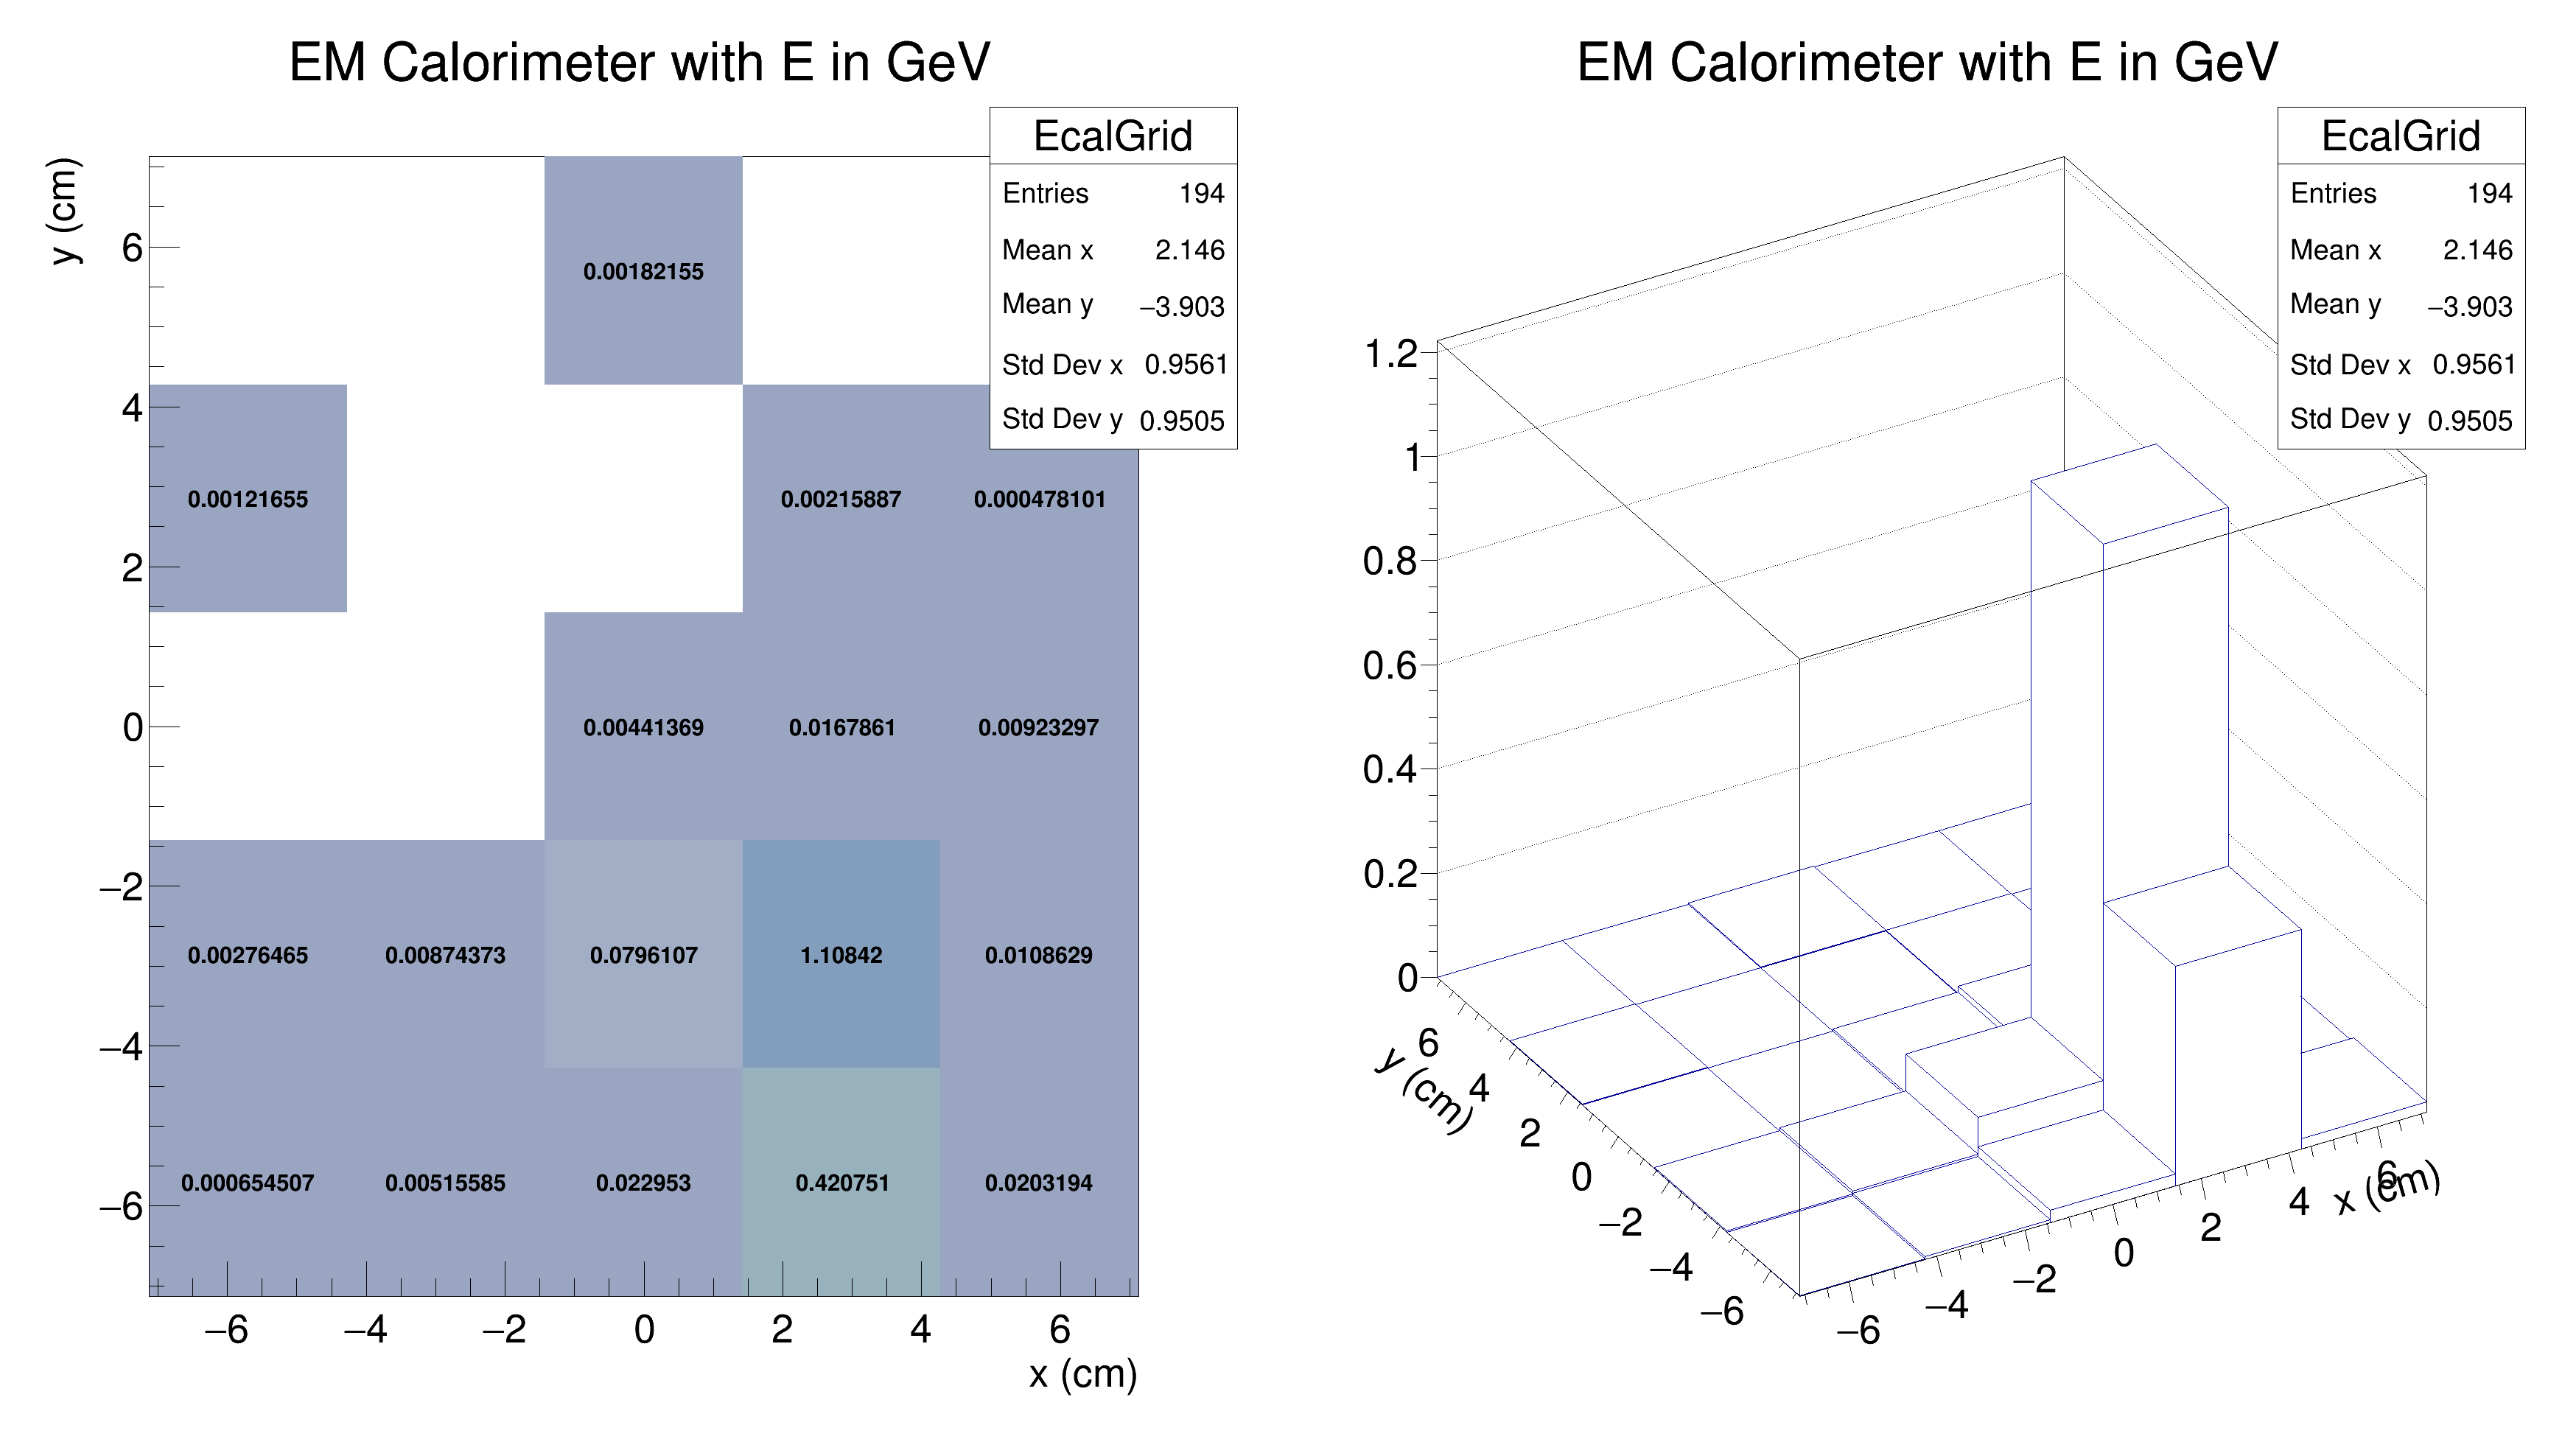 EM Calorimeter with E in GeV
EcalGrid
Entries 194
Mean x 2.146
Mean y −3.903
Std Dev x 0.9561
Std Dev y 0.9505
y (cm)
6
4
2
0
−2
−4
−6
0.00182155
0.00121655 0.00215887 0.000478101
0.00441369 0.0167861 0.00923297
0.00276465 0.00874373 0.0796107 1.10842 0.0108629
0.000654507 0.00515585 0.022953 0.420751 0.0203194
−6 −4 −2 0 2 4 6
x (cm)
EM Calorimeter with E in GeV
EcalGrid
Entries 194
Mean x 2.146
Mean y −3.903
Std Dev x 0.9561
Std Dev y 0.9505
1.2
1
0.8
0.6
0.4
0.2
0
6
4
2
0
−2
−4
−6
y (cm)
−6 −4 −2 0 2 4 6
x (cm)